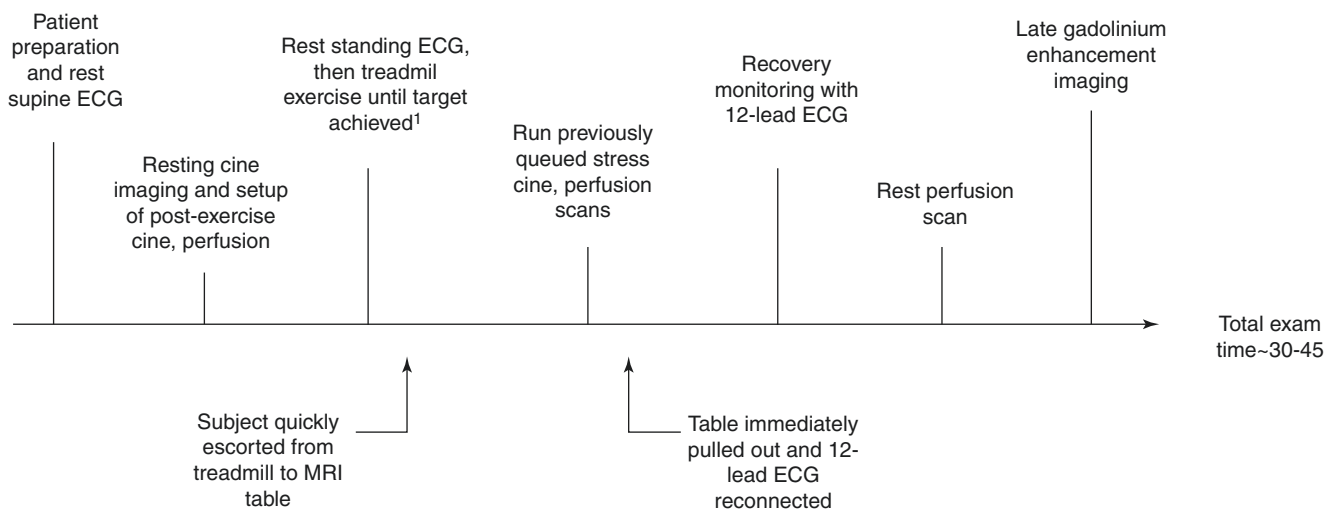 Patient
preparation
and rest
supine ECG
Resting cine
imaging and setup
of post-exercise
cine, perfusion
Rest standing ECG,
then treadmil
exercise until target
achieved1
Run previously
queued stress
cine, perfusion
scans
Recovery
monitoring with
12-lead ECG
Rest perfusion
scan
Late gadolinium
enhancement
imaging
Total exam
time~30-45
Subject quickly
escorted from
treadmill to MRI
table
Table immediately
pulled out and 12-
lead ECG
reconnected